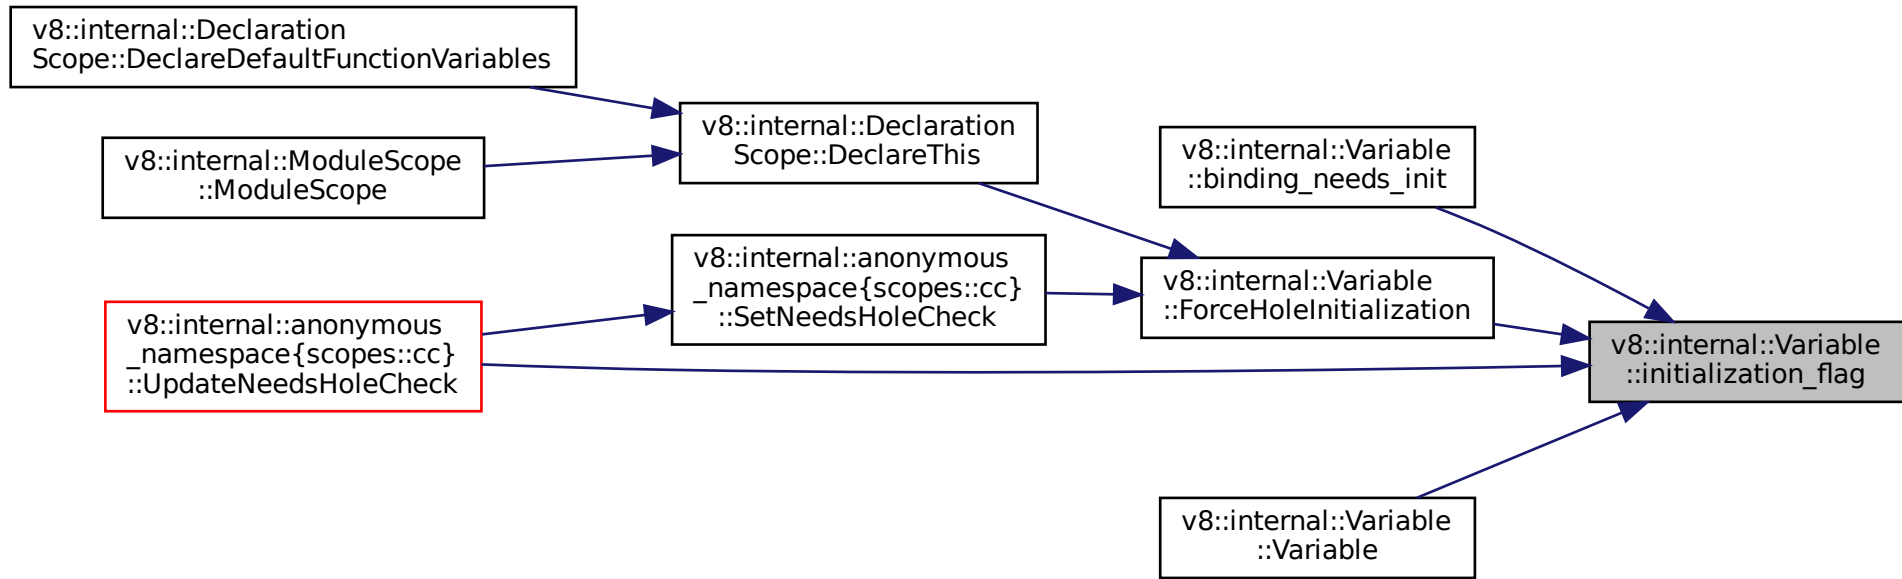 v8::internal::Declaration
Scope::DeclareDefaultFunctionVariables
v8::internal::ModuleScope
::ModuleScope
v8::internal::anonymous
_namespace{scopes::cc}
::UpdateNeedsHoleCheck
v8::internal::Declaration
Scope::DeclareThis
v8::internal::anonymous
_namespace{scopes::cc}
::SetNeedsHoleCheck
v8::internal::Variable
::binding_needs_init
v8::internal::Variable
::ForceHoleInitialization
v8::internal::Variable
::Variable
v8::internal::Variable
::initialization_flag